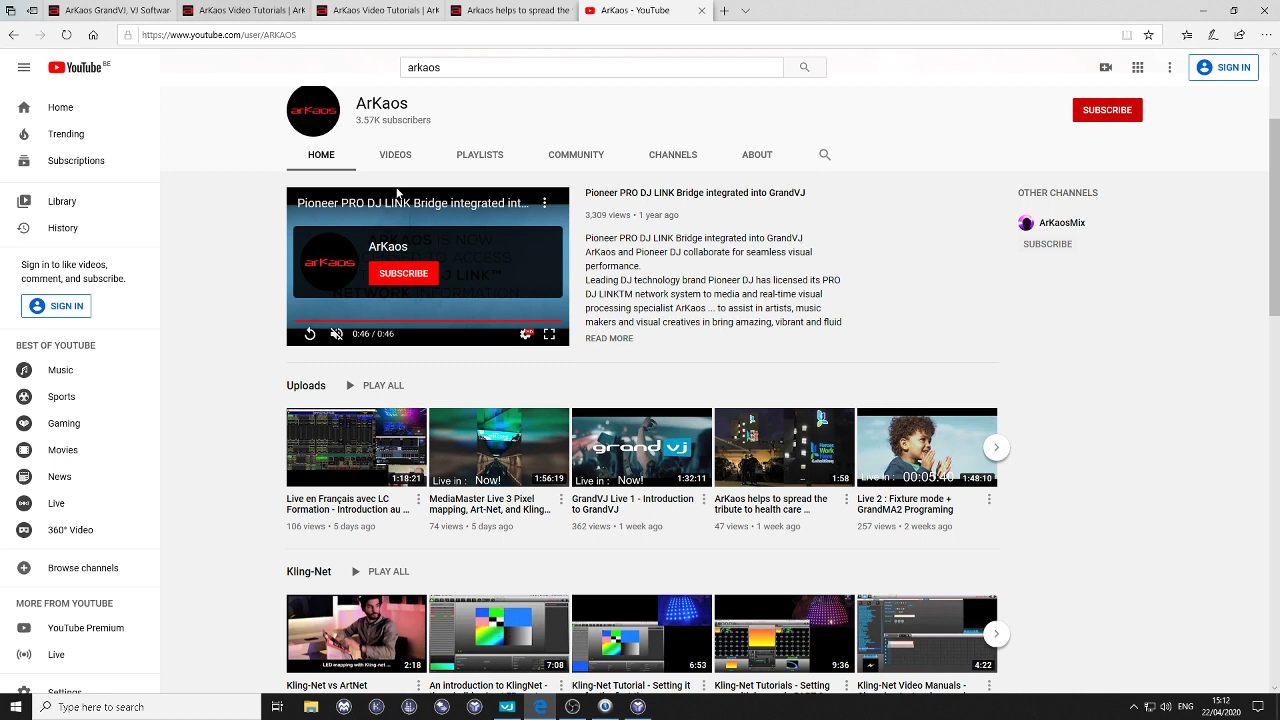 ArKaos GrandVJ, VJ Softwar
ArKaos Video Tutorials | Ark
ArKaos Video Tutorials | Ark
ArKaos helps to spread the
ArKaos - YouTube
https://www.youtube.com/user/ARKAOS
YouTube BE
arkaos
SIGN IN
Home
Trending
Subscriptions
Library
History
Sign in to like videos,
comment, and subscribe.
SIGN IN
BEST OF YOUTUBE
Music
Sports
Gaming
Movies
News
Live
360° Video
Browse channels
MORE FROM YOUTUBE
YouTube Premium
Live
Settings
arKaos
ArKaos
3.57K subscribers
SUBSCRIBE
HOME VIDEOS PLAYLISTS COMMUNITY CHANNELS ABOUT
Pioneer PRO DJ LINK Bridge integrated int...
arKaos
ArKaos
SUBSCRIBE
0:46 / 0:46
HD
Pioneer PRO DJ LINK Bridge integrated into GrandVJ
3,309 views • 1 year ago
Pioneer PRO DJ LINK Bridge integrated into GrandVJ
ArKaos and Pioneer DJ collaborate for seamless visual
performance.
Leading DJ technology brand Pioneer DJ has licensed its PRO
DJ LINKTM network system to media and real-time visual
processing specialist ArKaos ... to assist in artists, music
makers and visual creatives in bring amazing, vibrant and fluid
READ MORE
OTHER CHANNELS
ArKaosMix
SUBSCRIBE
Uploads PLAY ALL
1:18:21
Live in : Now!
1:56:19
grandvj
Live in : Now!
1:32:11
1:58
Live in : 00:05:40
1:48:10
Live en Français avec LC
Formation - Introduction au ...
106 views • 5 days ago
MediaMaster Live 3 Pixel
mapping, Art-Net, and Kling...
74 views • 5 days ago
GrandVJ Live 1 - Introduction
to GrandVJ
362 views • 1 week ago
ArKaos helps to spread the
tribute to health care ...
47 views • 1 week ago
Live 2 : Fixture mode +
GrandMA2 Programing
257 views • 2 weeks ago
Kling-Net PLAY ALL
LED mapping with Kling-net ...
2:18
7:08
6:53
9:36
4:22
Kling-Net vs ArtNet
An introduction to KlingNet -
Kling-Net Tutorial - Setting it
Kling-Net Tutorials - Setting
Kling-Net Video Manuals -
Type here to search
ENG
15:12
22/04/2020